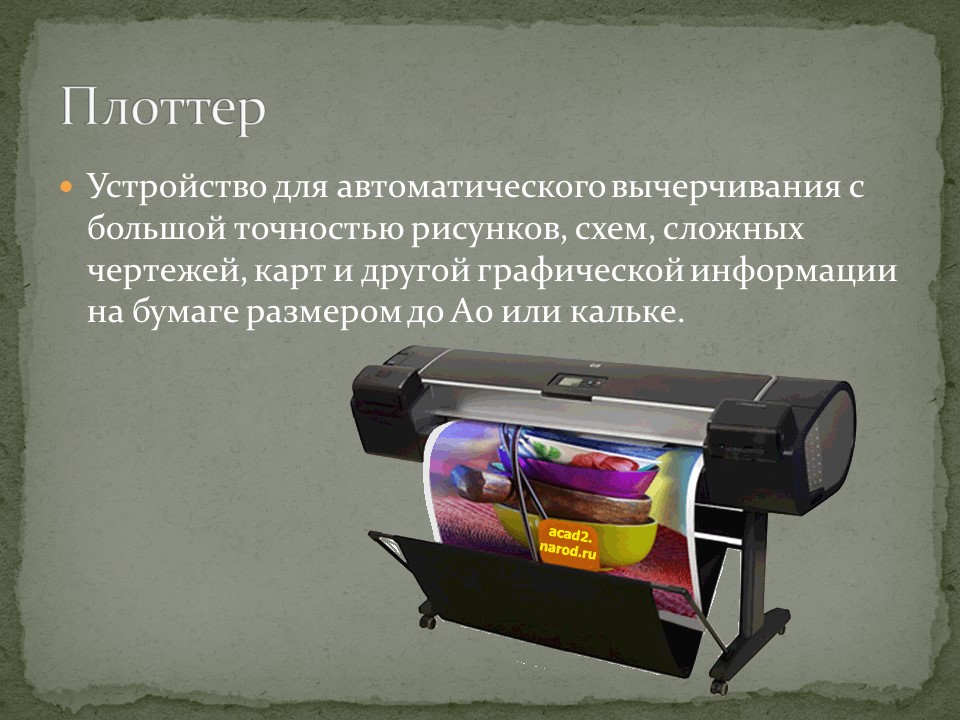 Плоттер
• Устройство для автоматического вычерчивания с
большой точностью рисунков, схем, сложных
чертежей, карт и другой графической информации
на бумаге размером до А0 или кальке.
acad2.
narod.ru